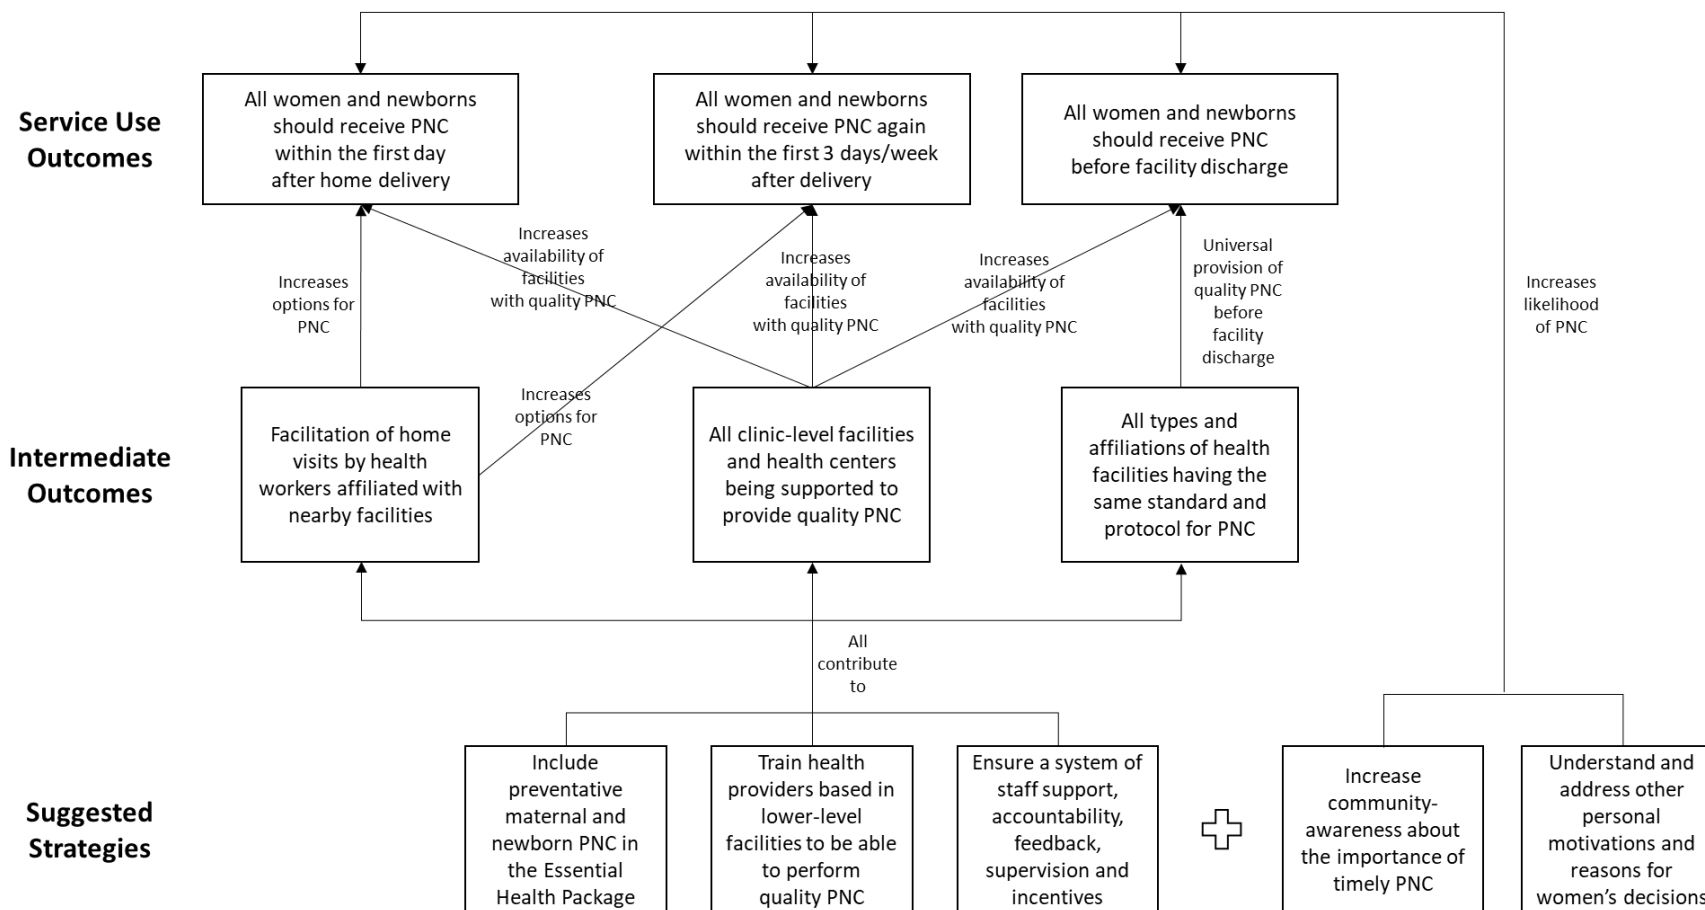 Service Use
Outcomes
All women and newborns
should receive PNC
within the first day
after home delivery
All women and newborns
should receive PNC again
within the first 3 days/week
after delivery
All women and newborns
should receive PNC
before facility discharge
Increases
options for
PNC
Increases
availability of
facilities
with quality PNC
Increases
options for
PNC
Increases
availability of
facilities
with quality PNC
Increases
availability of
facilities
with quality PNC
Universal
provision of
quality PNC
before
facility
discharge
Increases
likelihood
of PNC
Intermediate
Outcomes
Facilitation of home
visits by health
workers affiliated with
nearby facilities
All clinic-level facilities
and health centers
being supported to
provide quality PNC
All types and
affiliations of health
facilities having the
same standard and
protocol for PNC
All
contribute
to
Suggested
Strategies
Include
preventative
maternal and
newborn PNC in
the Essential
Health Package
Train health
providers based in
lower-level
facilities to be able
to perform
quality PNC
Ensure a system of
staff support,
accountability,
feedback,
supervision and
incentives
Increase
community-
awareness about
the importance of
timely PNC
Understand and
address other
personal
motivations and
reasons for
women's decisions